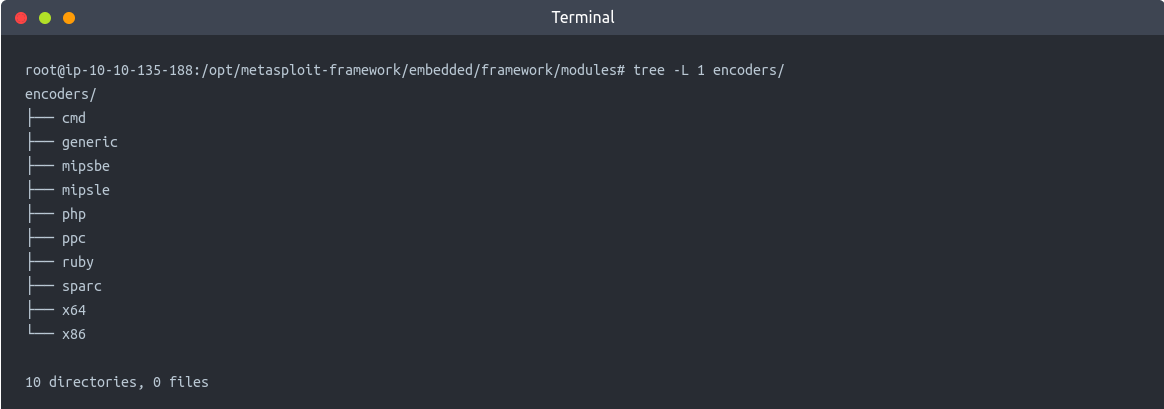 Terminal
root@ip-10-10-135-188:/opt/metasploit-framework/embedded/framework/modules# tree -L 1 encoders/
encoders/
├── cmd
├── generic
├── mipsbe
├── mipsle
├── php
├── ppc
├── ruby
├── sparc
├── x64
└── x86
10 directories, 0 files